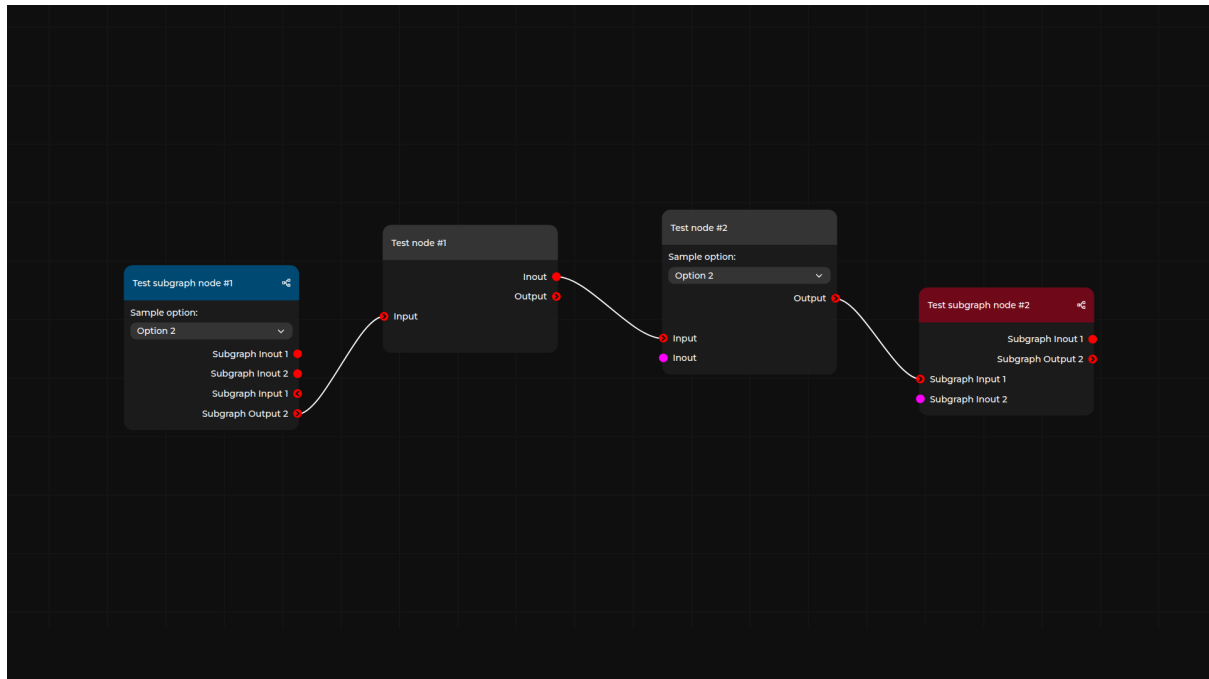 Test subgraph node #1
Sample option:
Option 2
Subgraph Inout 1
Subgraph Inout 2
Subgraph Input 1
Subgraph Output 2
Test node #1
Inout
Output
Input
Test node #2
Sample option:
Option 2
Output
Input
Inout
Test subgraph node #2
Subgraph Inout 1
Subgraph Output 2
Subgraph Input 1
Subgraph Inout 2